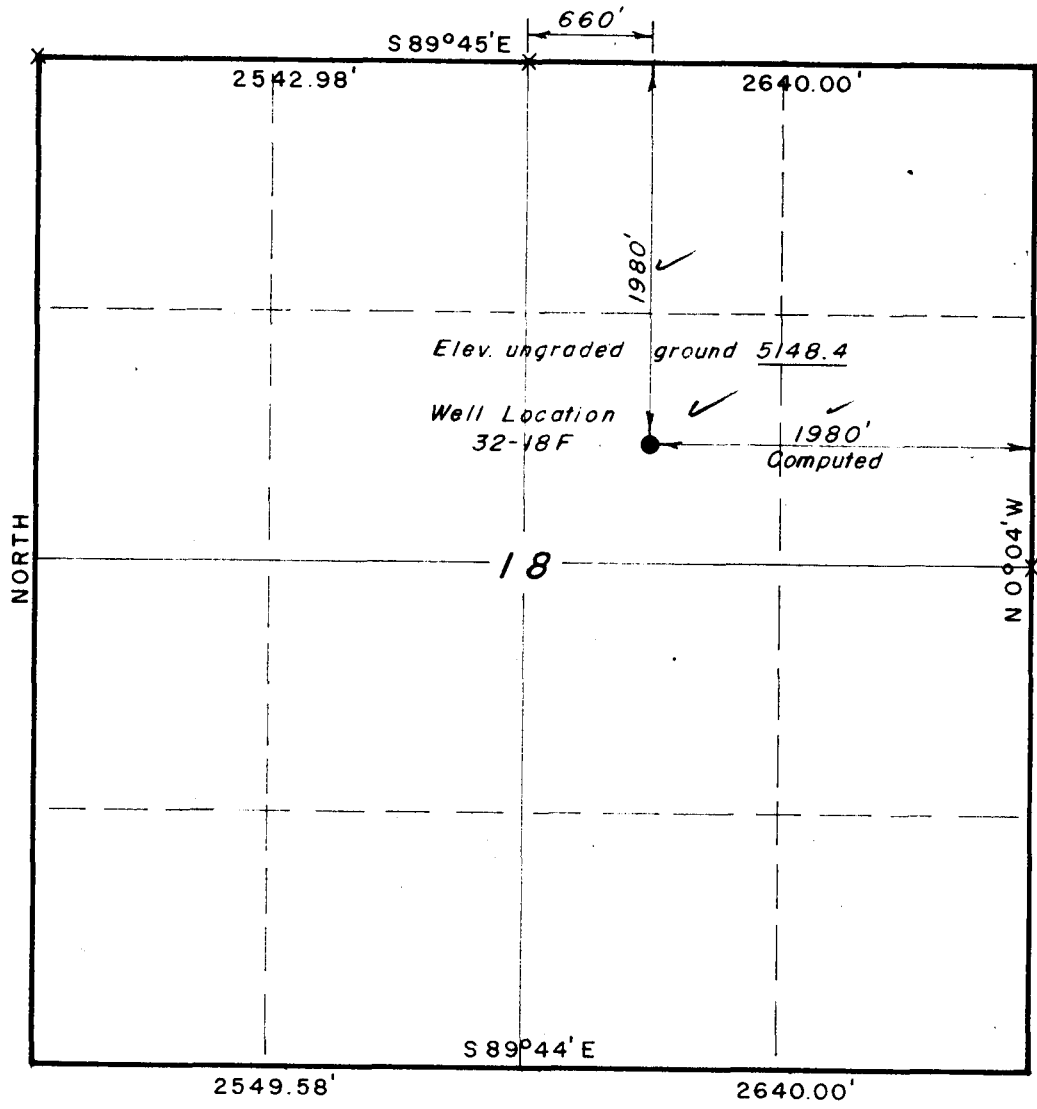 660'
S 89°45'E
2542.98'
2640.00'
1980'
Elev. ungraded ground 5148.4
Well Location
32-18F
1980'
Computed
NORTH
18
N 0°04'W
S 89°44'E
2549.58'
2640.00'